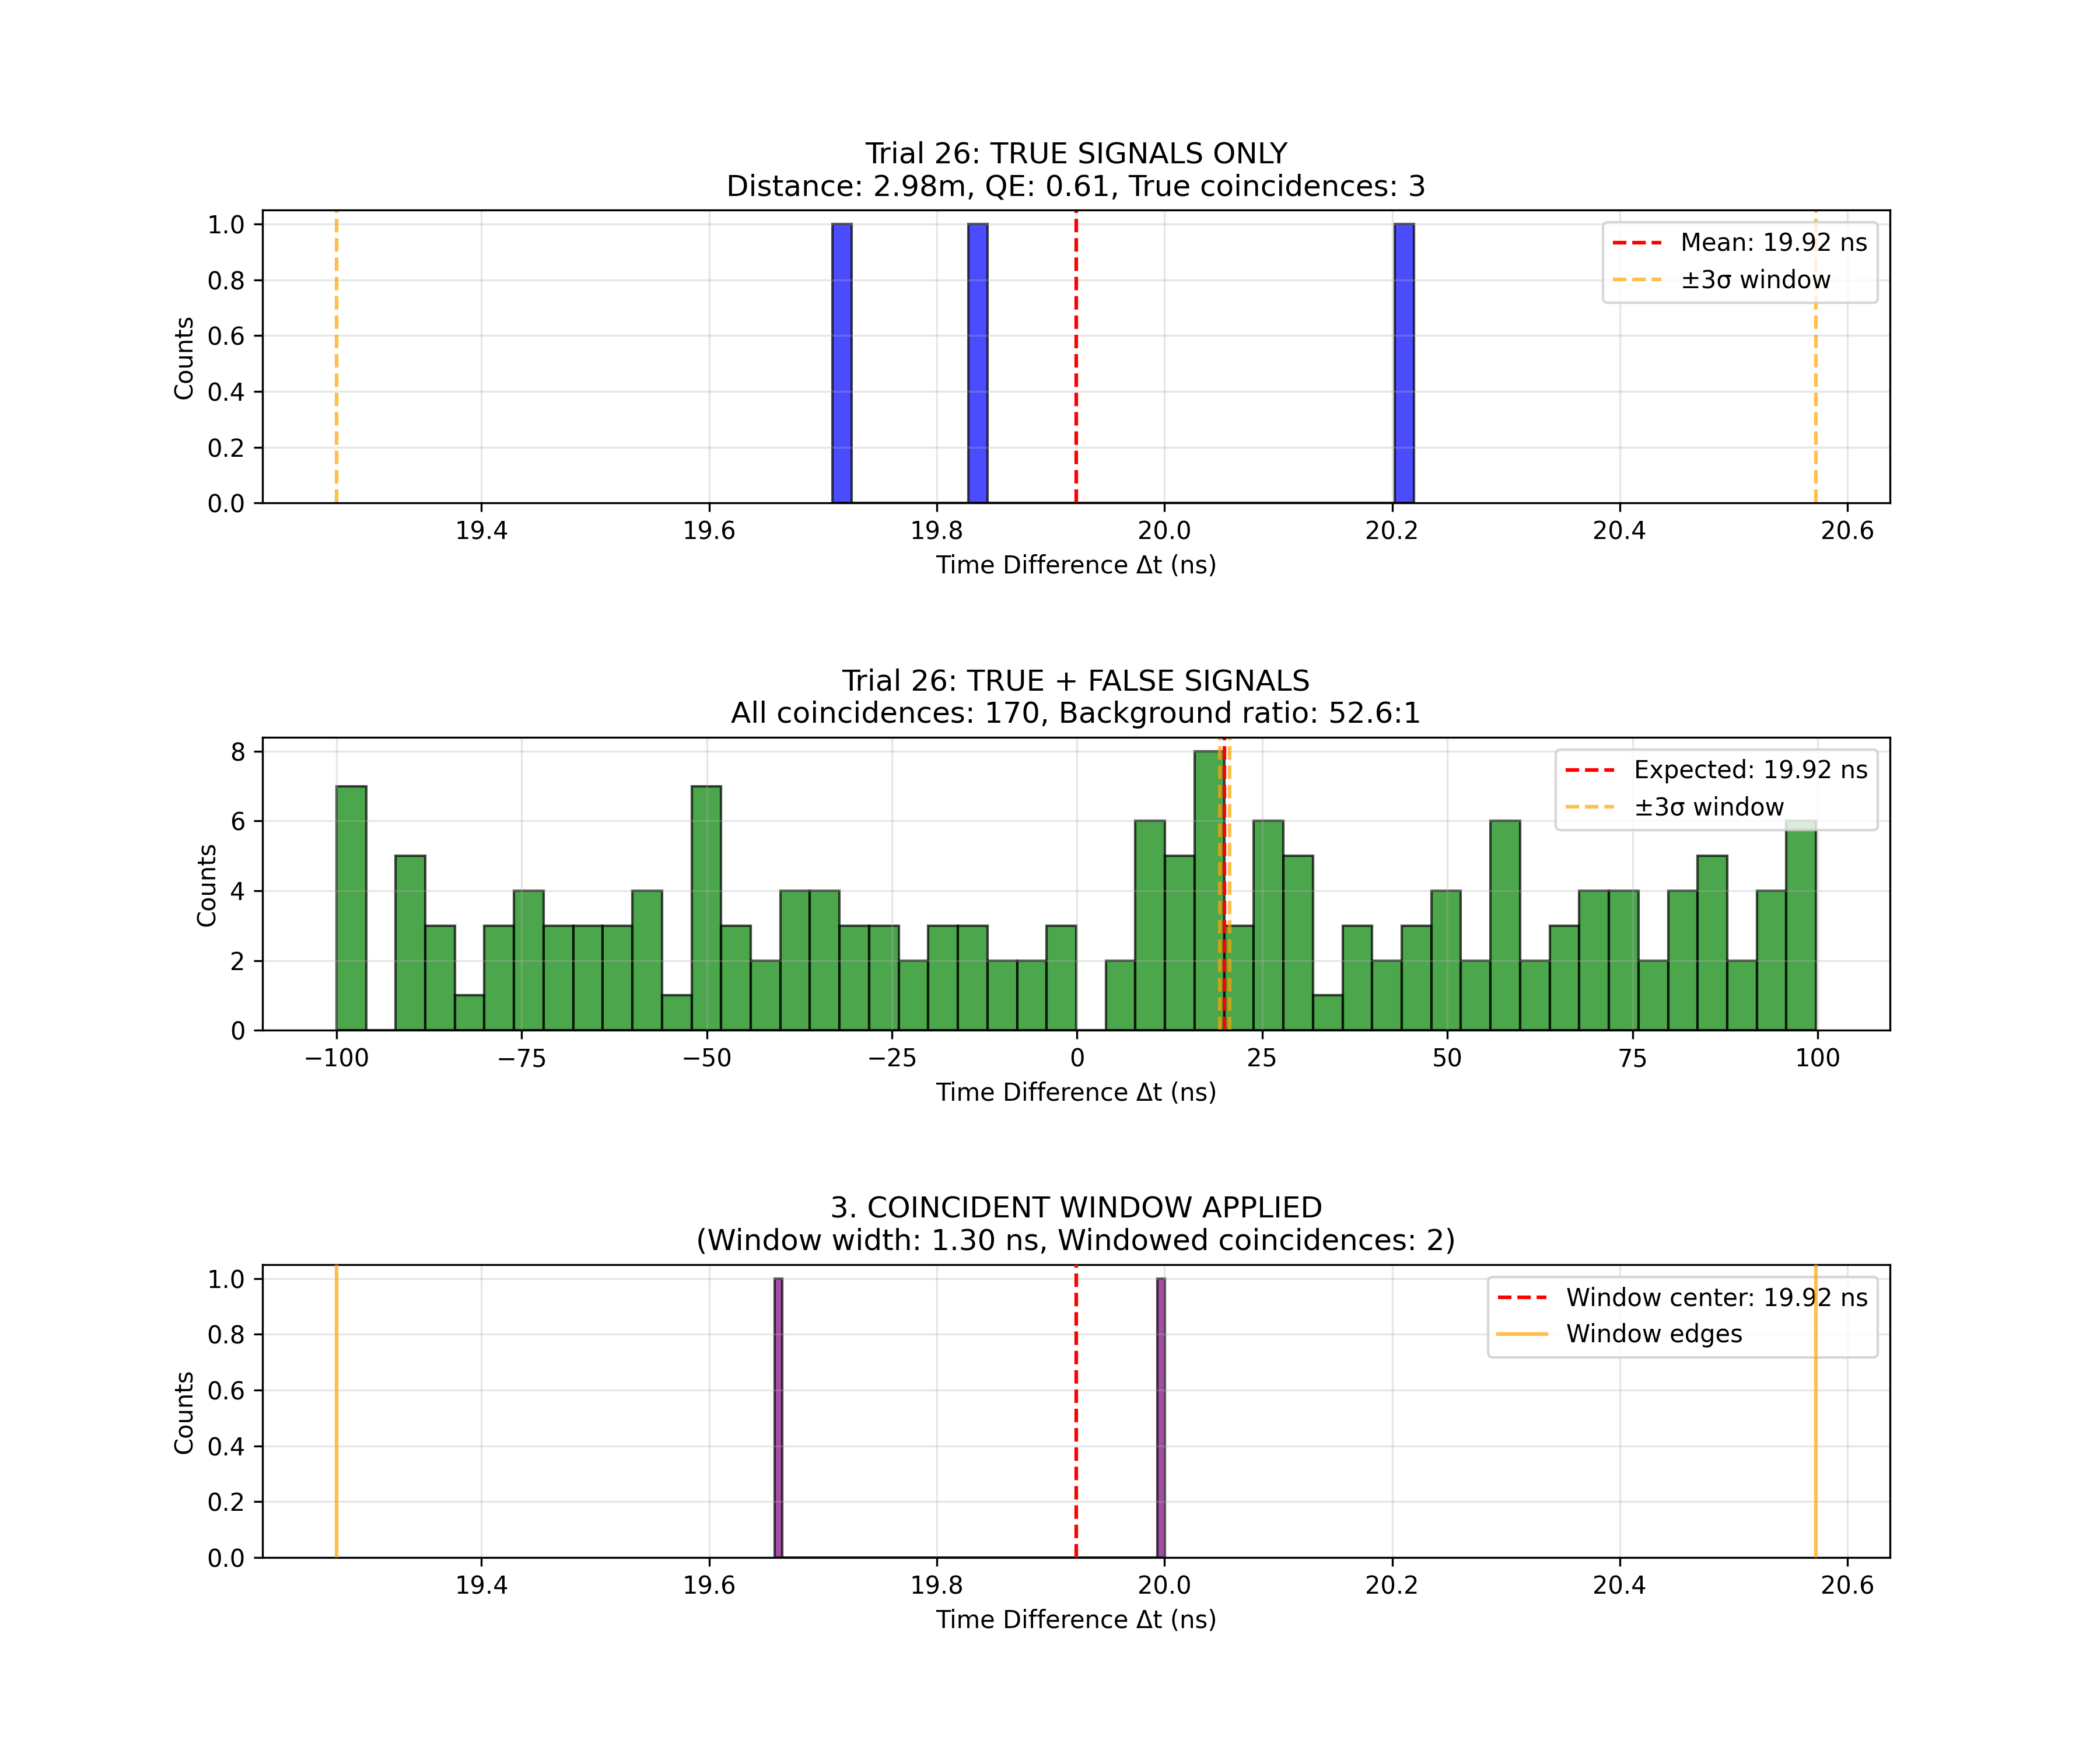 Trial 26: TRUE SIGNALS ONLY
Distance: 2.98m, QE: 0.61, True coincidences: 3
Counts
1.0
0.8
0.6
0.4
0.2
0.0
Mean: 19.92 ns
±3σ window
19.4 19.6 19.8 20.0 20.2 20.4 20.6
Time Difference Δt (ns)
Trial 26: TRUE + FALSE SIGNALS
All coincidences: 170, Background ratio: 52.6:1
Counts
8
6
4
2
0
Expected: 19.92 ns
±3σ window
−100 −75 −50 −25 0 25 50 75 100
Time Difference Δt (ns)
3. COINCIDENT WINDOW APPLIED
(Window width: 1.30 ns, Windowed coincidences: 2)
Counts
1.0
0.8
0.6
0.4
0.2
0.0
Window center: 19.92 ns
Window edges
19.4 19.6 19.8 20.0 20.2 20.4 20.6
Time Difference Δt (ns)